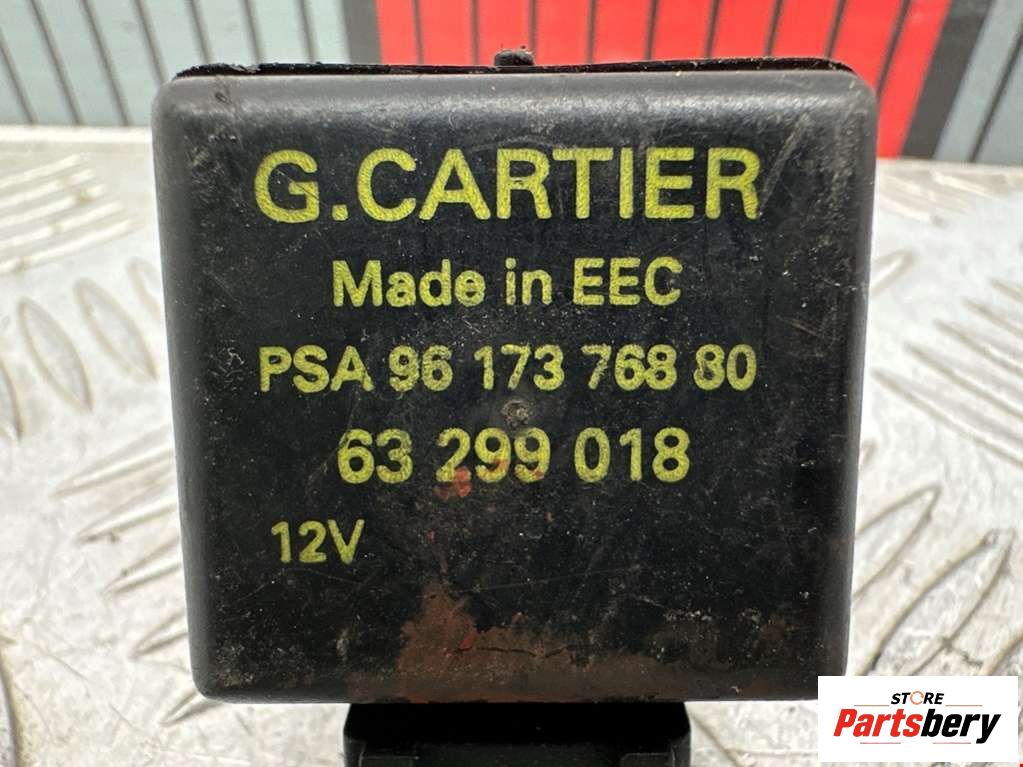 G.CARTIER
Made in EEC
PSA 96 173 768 80
63 299 018
12V
STORE
Partsbery